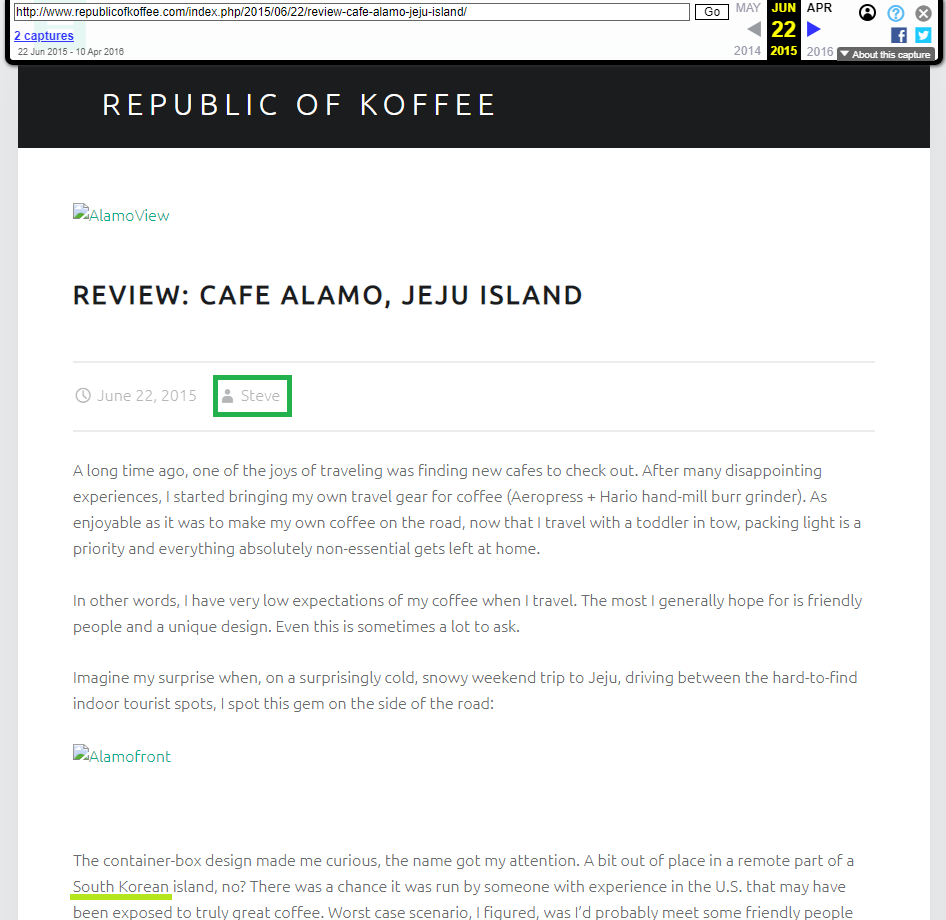 http://www.republicofkoffee.com/index.php/2015/06/22/review-cafe-alamo-jeju-island/
Go
MAY
JUN
APR
2 captures
22
22 Jun 2015 - 10 Apr 2016
2014
2015
2016
About this capture
REPUBLIC OF KOFFEE
AlamoView
REVIEW: CAFE ALAMO, JEJU ISLAND
June 22, 2015
Steve
A long time ago, one of the joys of traveling was finding new cafes to check out. After many disappointing
experiences, I started bringing my own travel gear for coffee (Aeropress + Hario hand-mill burr grinder). As
enjoyable as it was to make my own coffee on the road, now that I travel with a toddler in tow, packing light is a
priority and everything absolutely non-essential gets left at home.
In other words, I have very low expectations of my coffee when I travel. The most I generally hope for is friendly
people and a unique design. Even this is sometimes a lot to ask.
Imagine my surprise when, on a surprisingly cold, snowy weekend trip to Jeju, driving between the hard-to-find
indoor tourist spots, I spot this gem on the side of the road:
Alamofront
The container-box design made me curious, the name got my attention. A bit out of place in a remote part of a
South Korean island, no? There was a chance it was run by someone with experience in the U.S. that may have
been exposed to truly great coffee. Worst case scenario, I figured, was I'd probably meet some friendly people